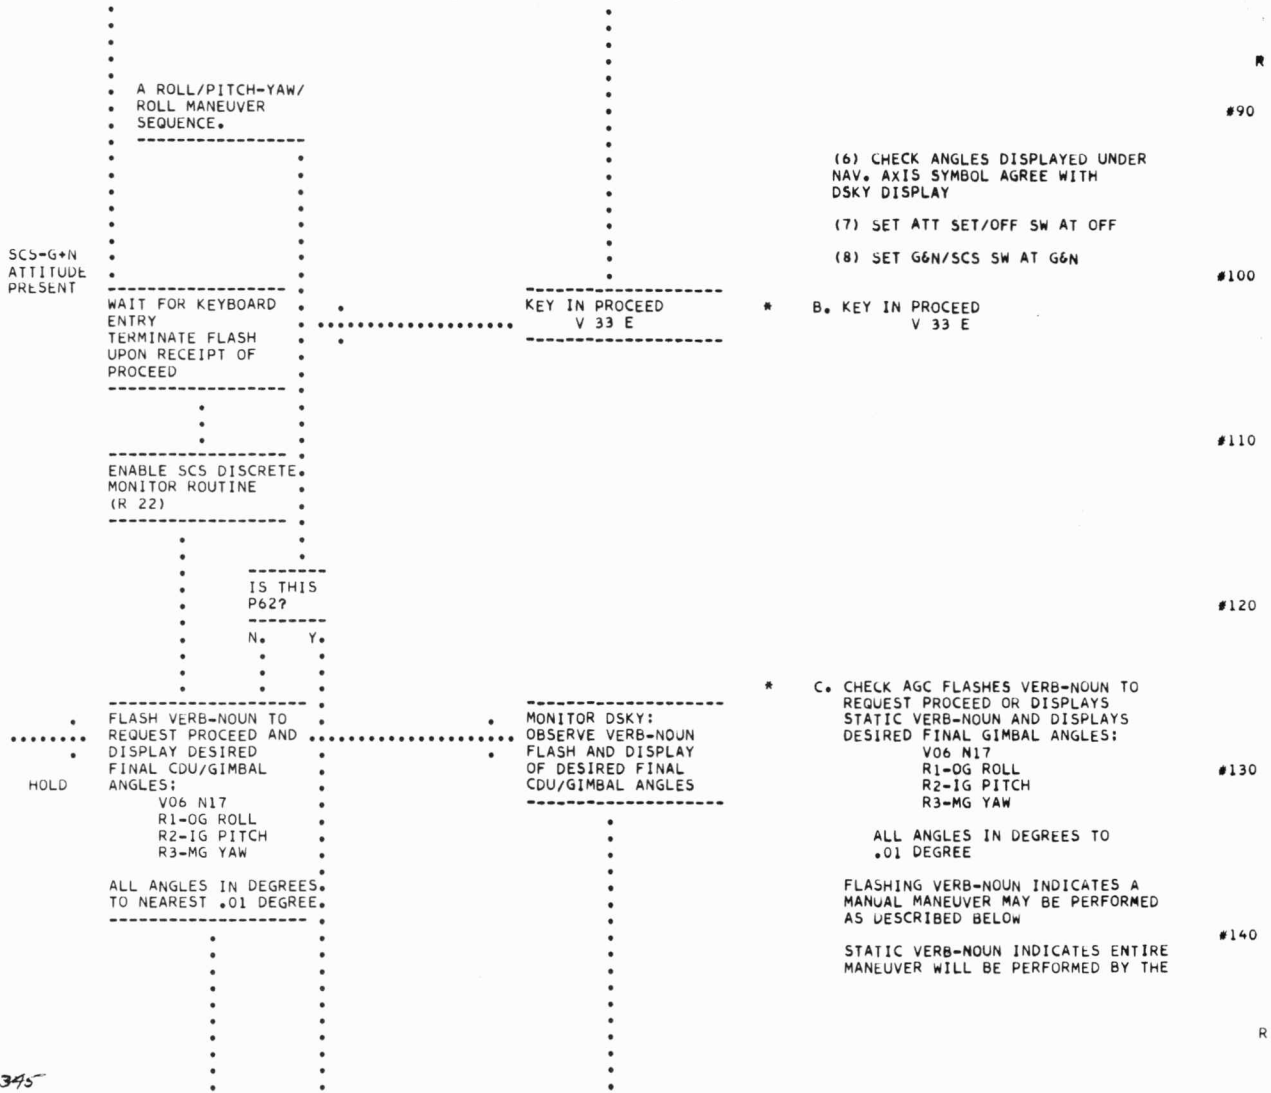 R
A ROLL/PITCH-YAW/
ROLL MANEUVER
SEQUENCE.
#90
(6) CHECK ANGLES DISPLAYED UNDER
NAV. AXIS SYMBOL AGREE WITH
DSKY DISPLAY
(7) SET ATT SET/OFF SW AT OFF
(8) SET G&N/SCS SW AT G&N
SCS-G+N
ATTITUDE
PRESENT
#100
WAIT FOR KEYBOARD
ENTRY
TERMINATE FLASH
UPON RECEIPT OF
PROCEED
KEY IN PROCEED
V 33 E
* B. KEY IN PROCEED
V 33 E
#110
ENABLE SCS DISCRETE
MONITOR ROUTINE
(R 22)
IS THIS
P62?
#120
N. Y.
HOLD
FLASH VERB-NOUN TO
REQUEST PROCEED AND
DISPLAY DESIRED
FINAL CDU/GIMBAL
ANGLES:
V06 N17
R1-OG ROLL
R2-IG PITCH
R3-MG YAW
ALL ANGLES IN DEGREES
TO NEAREST .01 DEGREE
MONITOR DSKY:
OBSERVE VERB-NOUN
FLASH AND DISPLAY
OF DESIRED FINAL
CDU/GIMBAL ANGLES
* C. CHECK AGC FLASHES VERB-NOUN TO
REQUEST PROCEED OR DISPLAYS
STATIC VERB-NOUN AND DISPLAYS
DESIRED FINAL GIMBAL ANGLES:
V06 N17
R1-OG ROLL
R2-IG PITCH
R3-MG YAW
#130
ALL ANGLES IN DEGREES TO
.01 DEGREE
FLASHING VERB-NOUN INDICATES A
MANUAL MANEUVER MAY BE PERFORMED
AS DESCRIBED BELOW
#140
STATIC VERB-NOUN INDICATES ENTIRE
MANEUVER WILL BE PERFORMED BY THE
R
345